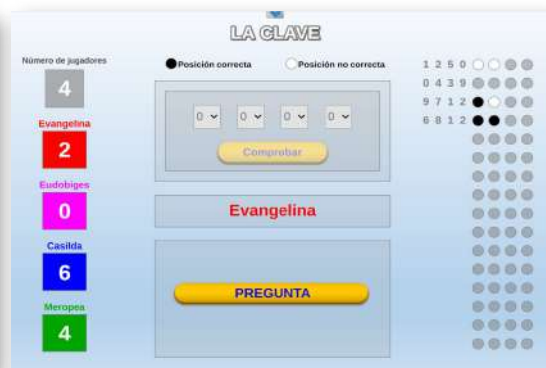 LA CLAVE
Número de jugadores
4
Evangelina
2
Eudobiges
0
Casilda
6
Meropea
4
Posición correcta
Posición no correcta
0 0 0 0
Comprobar
Evangelina
PREGUNTA
1 2 5 0
0 4 3 9
9 7 1 2
6 8 1 2